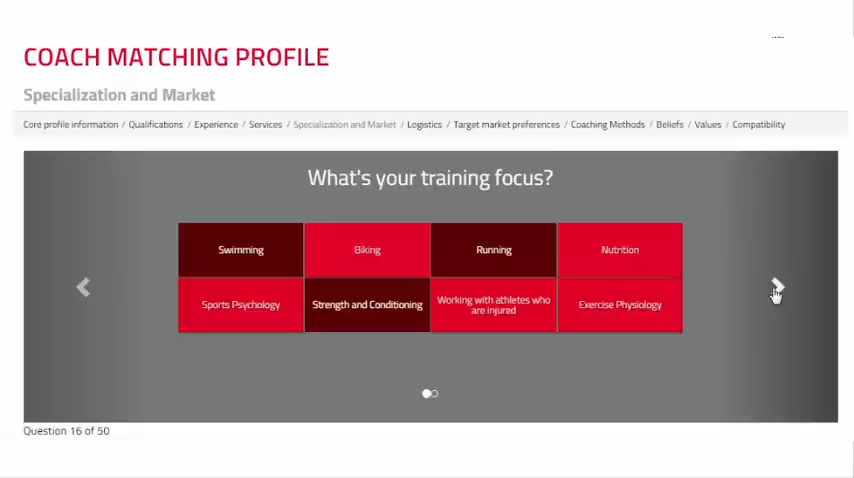 COACH MATCHING PROFILE
Specialization and Market
Core profile information / Qualifications / Experience / Services / Specialization and Market / Logistics / Target market preferences / Coaching Methods / Beliefs / Values / Compatibility
What's your training focus?
Swimming
Biking
Running
Nutrition
Sports Psychology
Strength and Conditioning
Working with athletes who
are injured
Exercise Physiology
Question 16 of 50